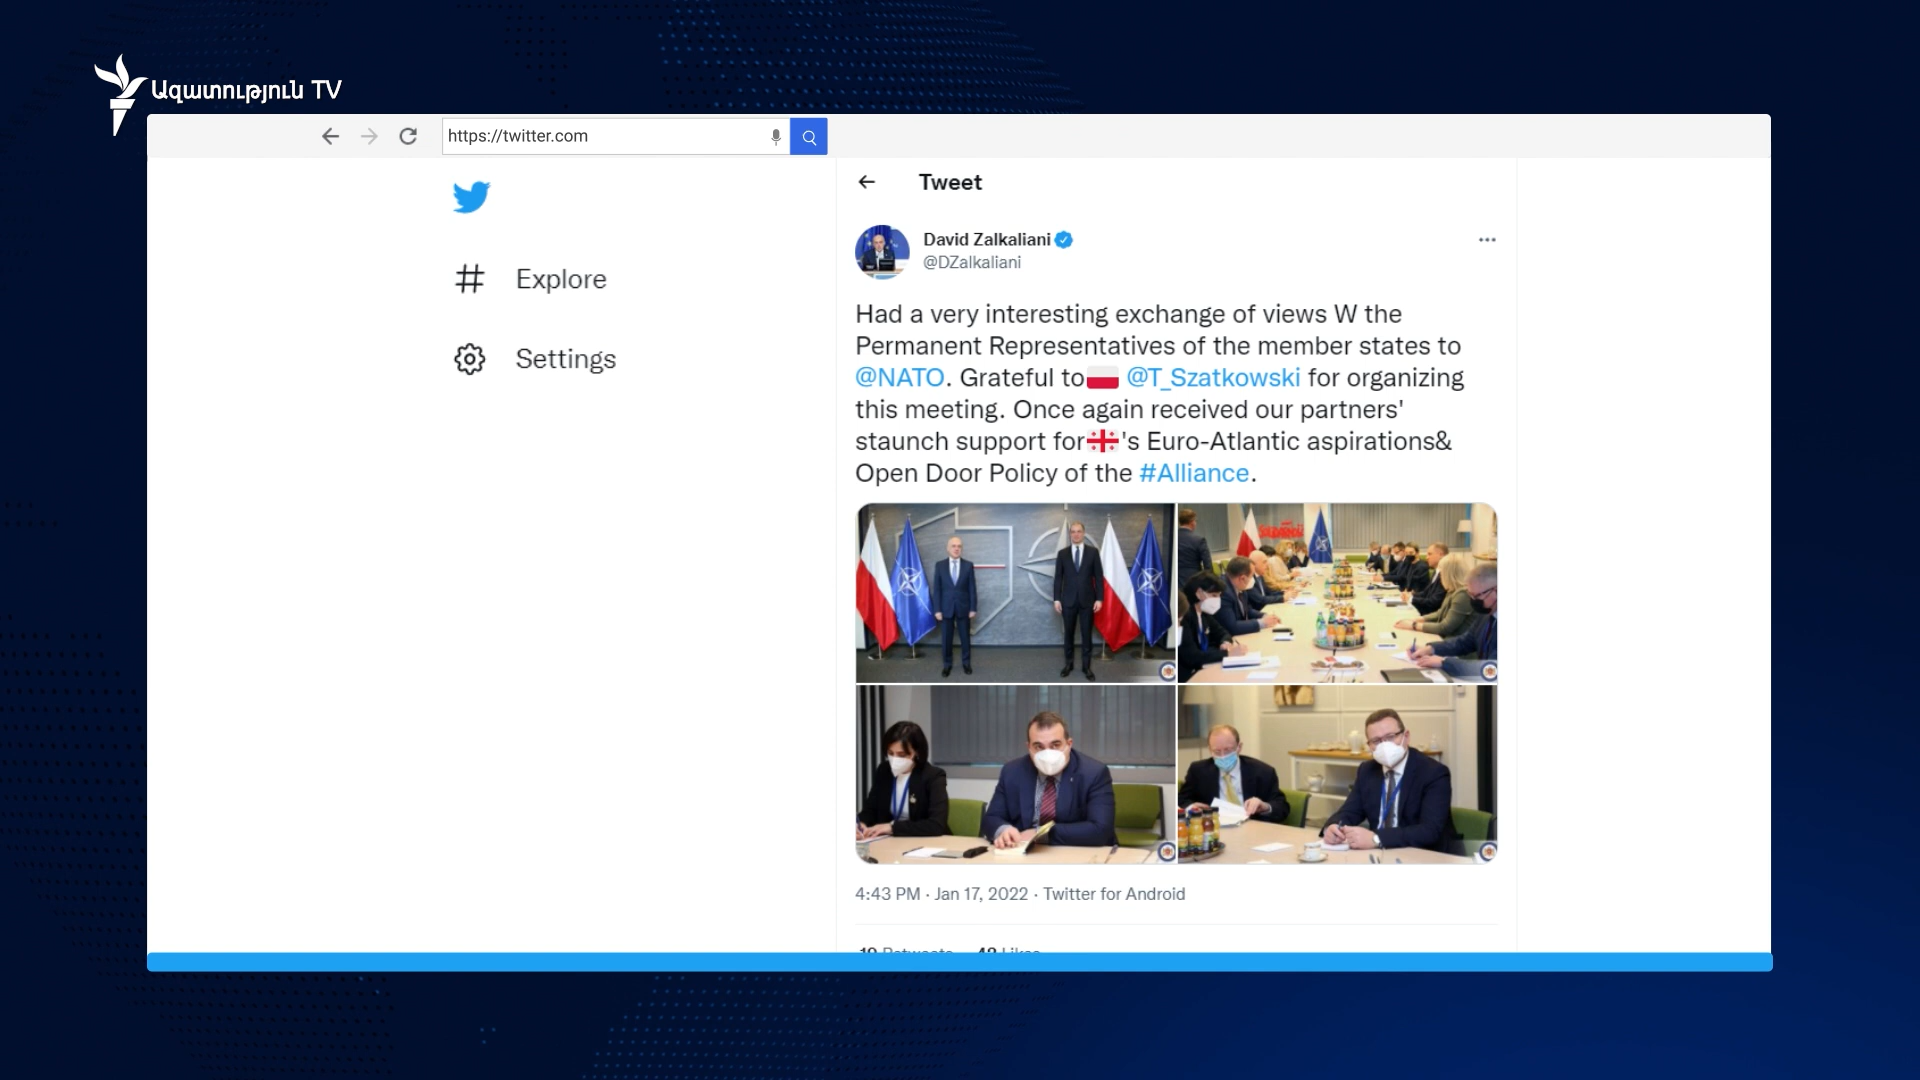 Ազատություն TV
https://twitter.com
Explore
Settings
Tweet
David Zalkaliani
@DZalkaliani
Had a very interesting exchange of views W the
Permanent Representatives of the member states to
@NATO. Grateful to🇵🇱 @T_Szatkowski for organizing
this meeting. Once again received our partners'
staunch support for🇬🇪's Euro-Atlantic aspirations&
Open Door Policy of the #Alliance.
4:43 PM · Jan 17, 2022 · Twitter for Android
Retweets
Likes